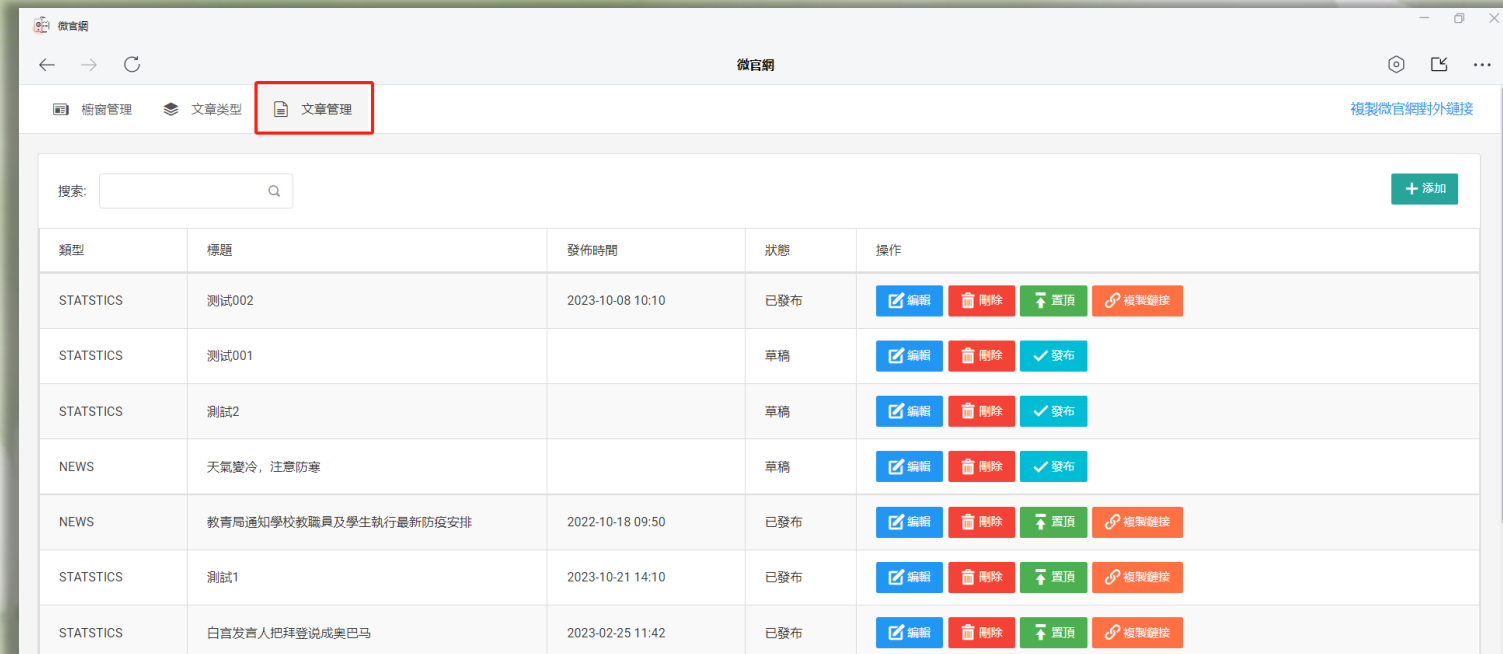 微官網
微官網
橱窗管理 文章类型 文章管理 複製微官網對外鏈接
搜索: 添加
類型 標題 發佈時間 狀態 操作
STATSTICS 测试002 2023-10-08 10:10 已發布 編輯 刪除 置頂 複製鏈接
STATSTICS 测试001 草稿 編輯 刪除 發布
STATSTICS 測試2 草稿 編輯 刪除 發布
NEWS 天氣變冷，注意防寒 草稿 編輯 刪除 發布
NEWS 教青局通知學校教職員及學生執行最新防疫安排 2022-10-18 09:50 已發布 編輯 刪除 置頂 複製鏈接
STATSTICS 測試1 2023-10-21 14:10 已發布 編輯 刪除 置頂 複製鏈接
STATSTICS 白宫发言人把拜登说成奥巴马 2023-02-25 11:42 已發布 編輯 刪除 置頂 複製鏈接